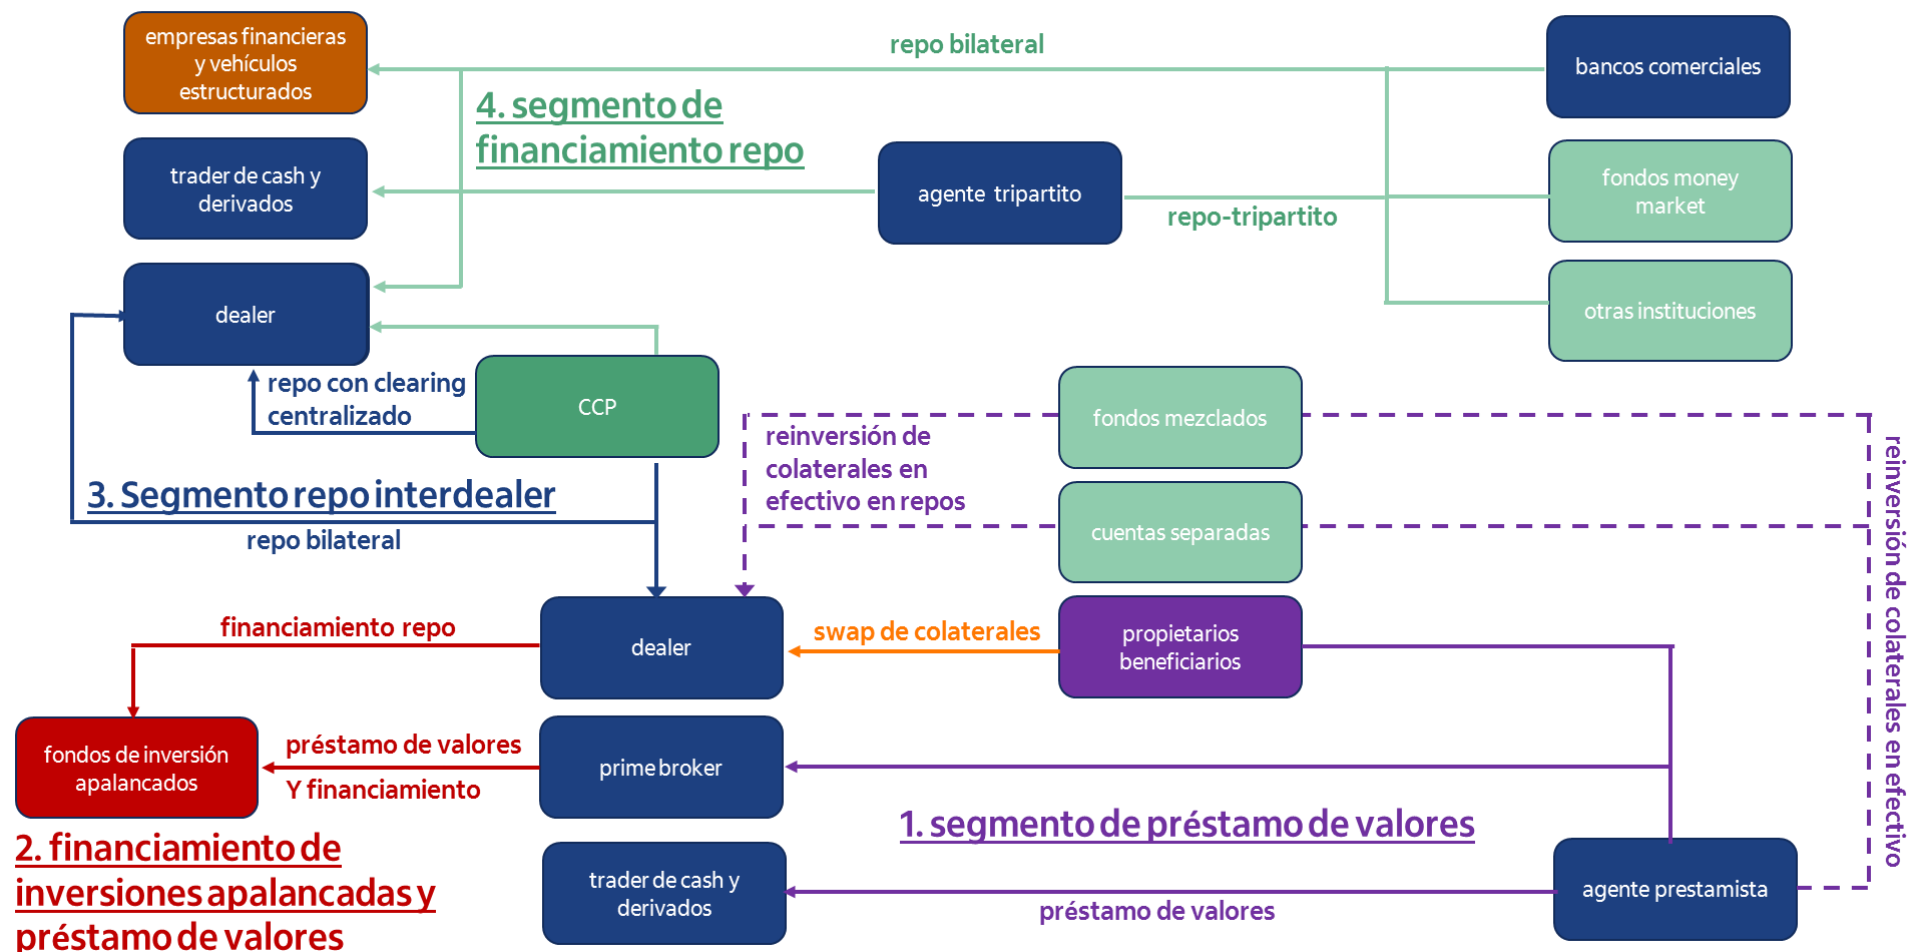 empresas financieras
y vehículos
estructurados
repo bilateral
bancos comerciales
4. segmento de
financiamiento repo
trader de cash y
derivados
agente tripartito
repo-tripartito
fondos money
market
dealer
otras instituciones
repo con clearing
centralizado
CCP
fondos mezclados
reinversión de
colaterales en
efectivo en repos
3. Segmento repo interdealer
repo bilateral
cuentas separadas
reinversión de colaterales en efectivo
financiamiento repo
dealer
swap de colaterales
propietarios
beneficiarios
fondos de inversión
apalancados
préstamo de valores
Y financiamiento
prime broker
1. segmento de préstamo de valores
2. financiamiento de
inversiones apalancadas y
préstamo de valores
trader de cash y
derivados
préstamo de valores
agente prestamista